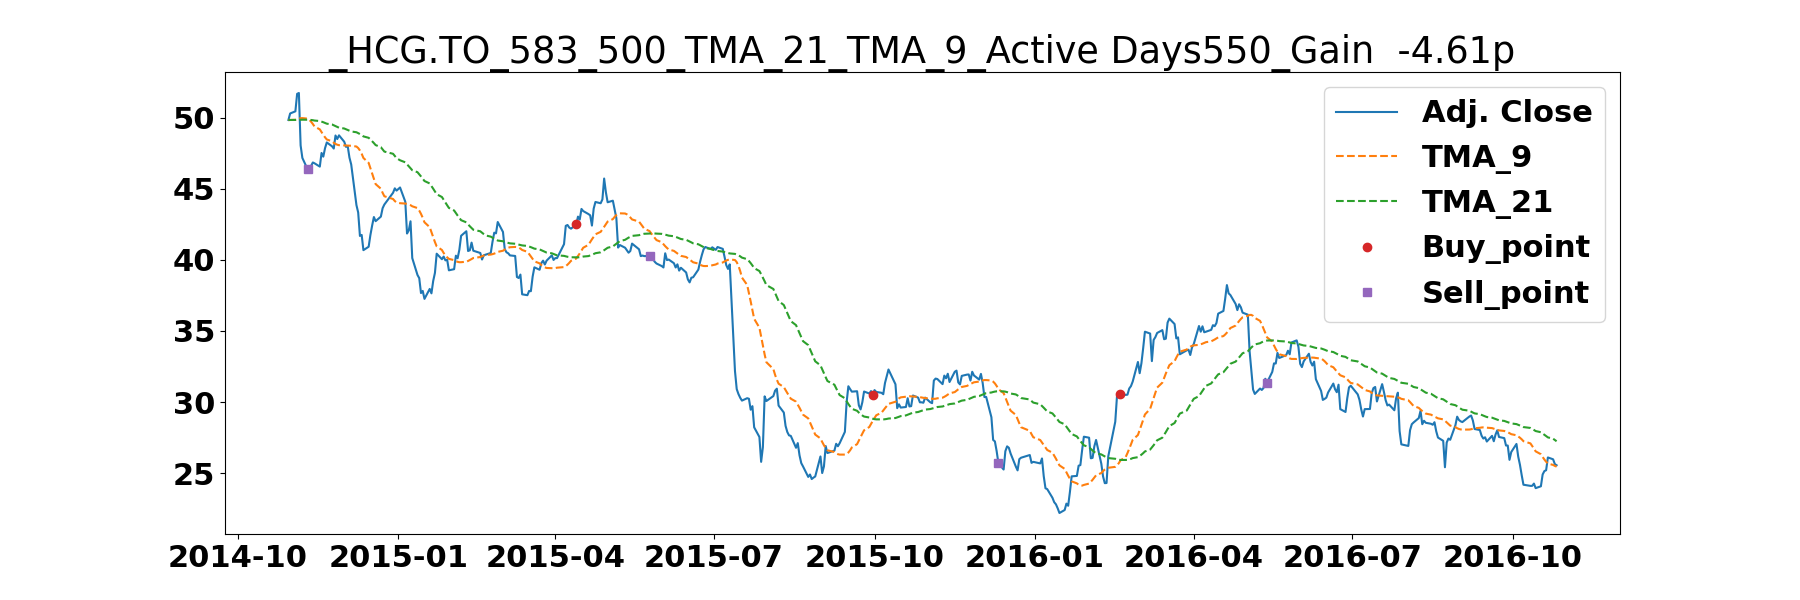 _HCG.TO_583_500_TMA_21_TMA_9_Active Days550_Gain  -4.61p
50
45
40
35
30
25
Adj. Close
TMA_9
TMA_21
Buy_point
Sell_point
2014-10 2015-01 2015-04 2015-07 2015-10 2016-01 2016-04 2016-07 2016-10